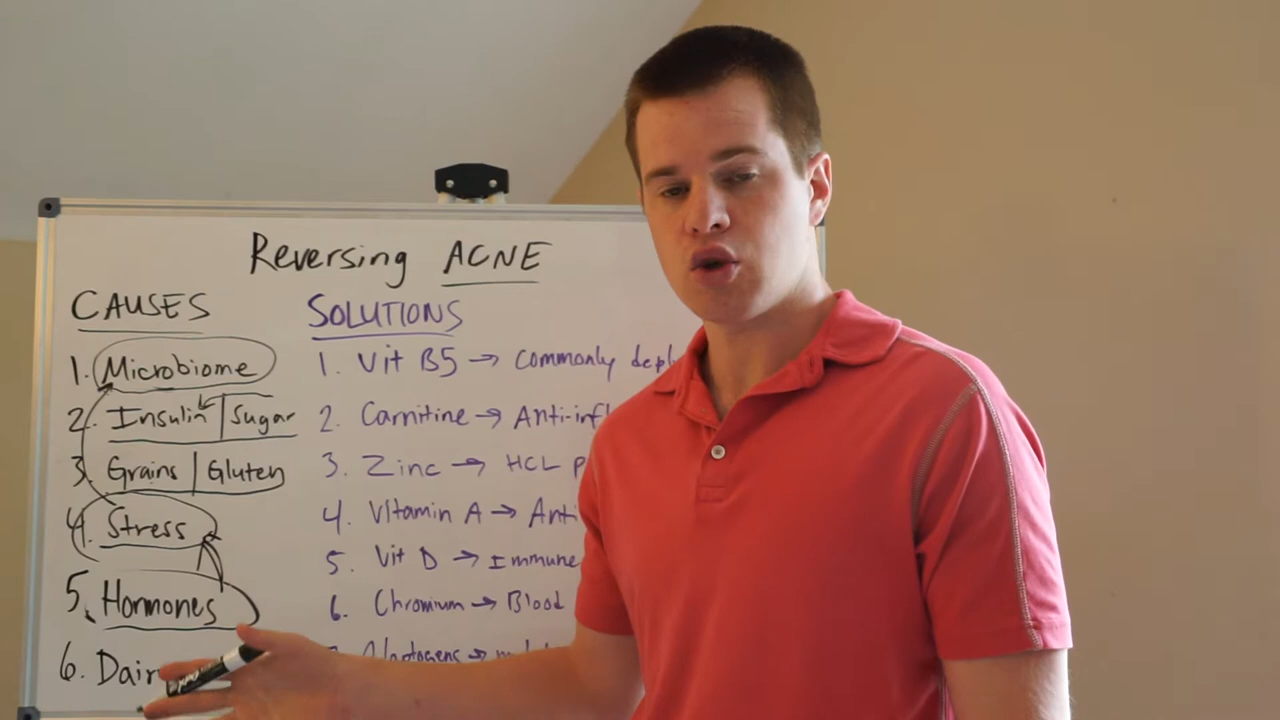 Reversing ACNE
CAUSES
1. Microbiome
2. Insulin | Sugar
3. Grains | Gluten
4. Stress
5. Hormones
6. Dair
SOLUTIONS
1. Vit B5 → commonly depl
2. Carnitine → Anti-infl
3. Zinc → HCL p
4. Vitamin A → Anti
5. Vit D → Immune
6. Chromium → Blood